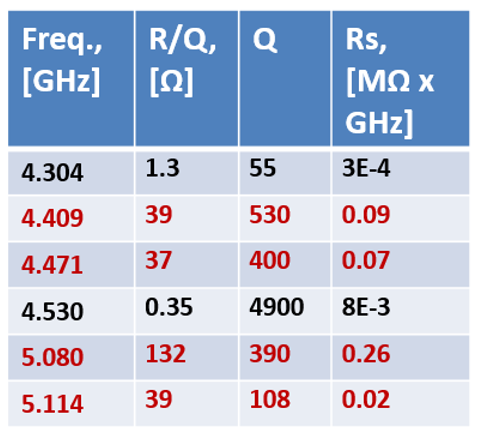 Freq., R/Q, Q Rs,
[GHz] [Ω] [MΩ x
GHz]
4.304 1.3 55 3E-4
4.409 39 530 0.09
4.471 37 400 0.07
4.530 0.35 4900 8E-3
5.080 132 390 0.26
5.114 39 108 0.02